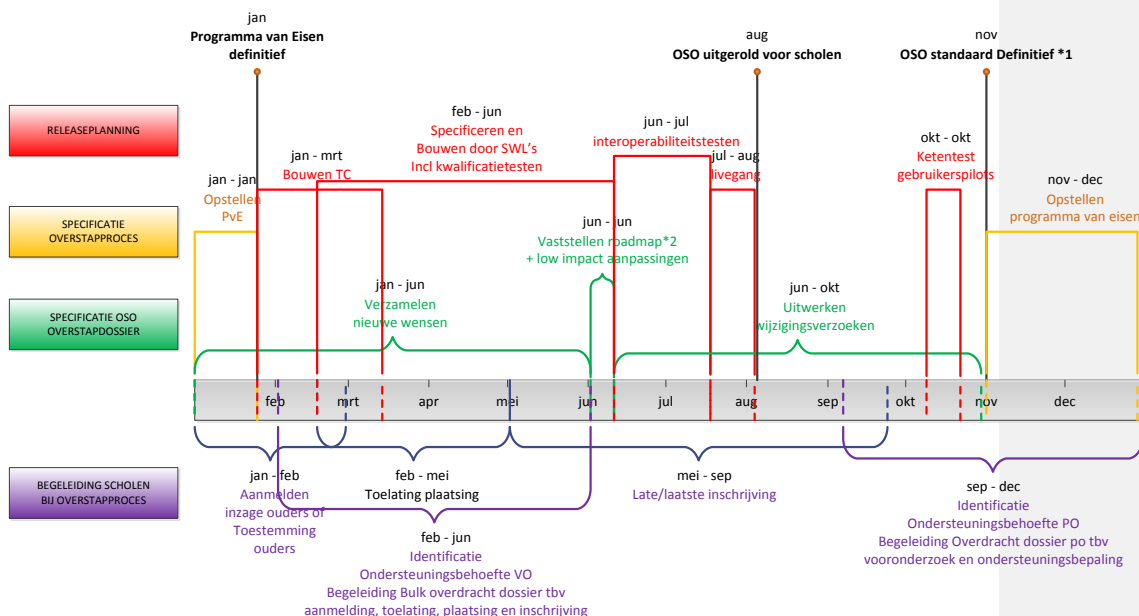 jan
Programma van Eisen
definitief
aug
OSO uitgerold voor scholen
nov
OSO standaard Definitief *1
RELEASEPLANNING
feb - jun
Specificeren en
Bouwen door SWL's
Incl kwalificatietesten
jan - mrt
Bouwen TC
jun - jul
interoperabiliteitstesten
jul - aug
livegang
okt - okt
Ketentest
gebruikerspilots
SPECIFICATIE
OVERSTAPPROCES
jan - jan
Opstellen
PvE
nov - dec
Opstellen
programma van eisen
jun - jun
Vaststellen roadmap*2
+ low impact aanpassingen
SPECIFICATIE OSO
OVERSTAPDOSSIER
jan - jun
Verzamelen
nieuwe wensen
jun - okt
Uitwerken
wijzigingsverzoeken
feb
mrt
apr
mei
jun
jul
aug
sep
okt
nov
dec
BEGELEIDING SCHOLEN
BIJ OVERSTAPPROCES
jan - feb
Aanmelden
inzage ouders of
Toestemming
ouders
feb - mei
Toelating plaatsing
mei - sep
Late/laatste inschrijving
feb - jun
Identificatie
Ondersteuningsbehoefte VO
Begeleiding Bulk overdracht dossier tbv
aanmelding, toelating, plaatsing en inschrijving
sep - dec
Identificatie
Ondersteuningsbehoefte PO
Begeleiding Overdracht dossier po tbv
vooronderzoek en ondersteuningsbepaling